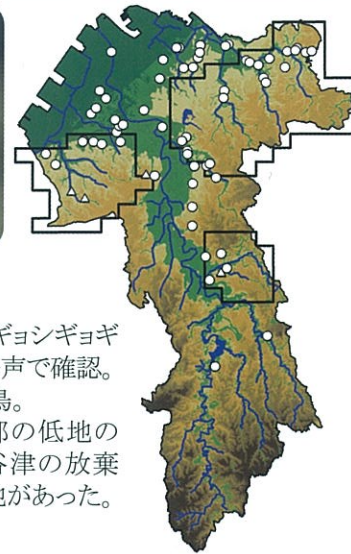 ギョシギョギ
声で確認。
島。
部の低地の
谷津の放棄
地があった。